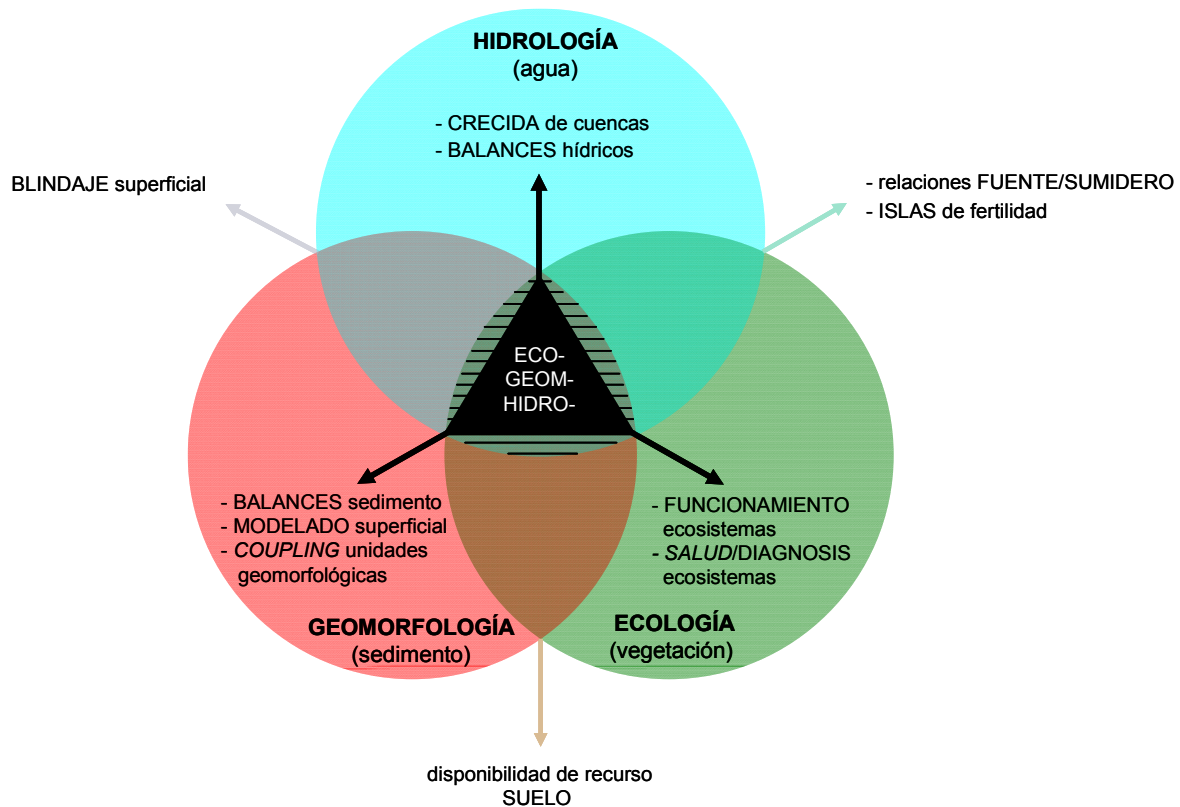 HIDROLOGÍA
(agua)
- CRECIDA de cuencas
- BALANCES hídricos
BLINDAJE superficial
- relaciones FUENTE/SUMIDERO
- ISLAS de fertilidad
ECO-
GEOM-
HIDRO-
- BALANCES sedimento
- MODELADO superficial
- COUPLING unidades
geomorfológicas
- FUNCIONAMIENTO
ecosistemas
- SALUD/DIAGNOSIS
ecosistemas
GEOMORFOLOGÍA
(sedimento)
ECOLOGÍA
(vegetación)
disponibilidad de recurso
SUELO